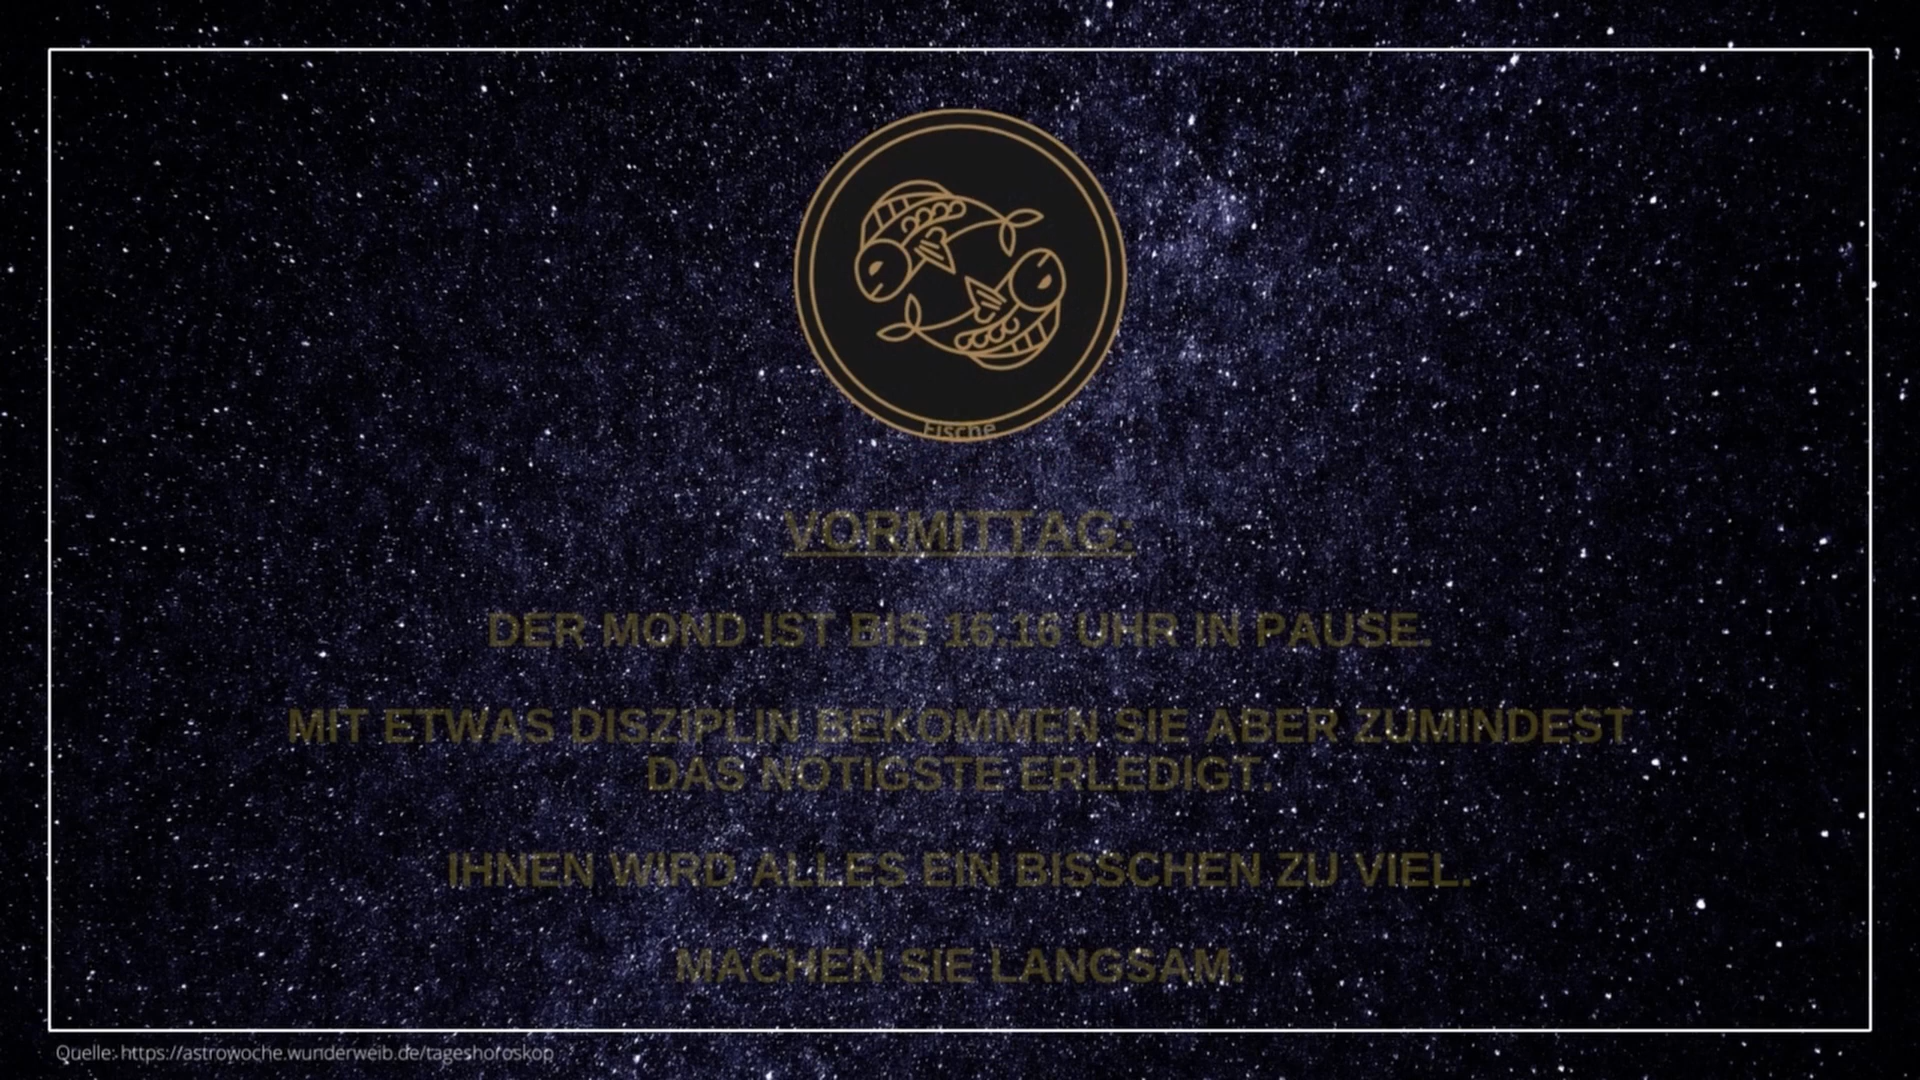 Fische
VORMITTAG:
DER MOND IST BIS 16.16 UHR IN PAUSE.
MIT ETWAS DISZIPLIN BEKOMMEN SIE ABER ZUMINDEST
DAS NÖTIGSTE ERLEDIGT.
IHNEN WIRD ALLES EIN BISSCHEN ZU VIEL.
MACHEN SIE LANGSAM.
Quelle: https://astrowoche.wunderweib.de/tageshoroskop